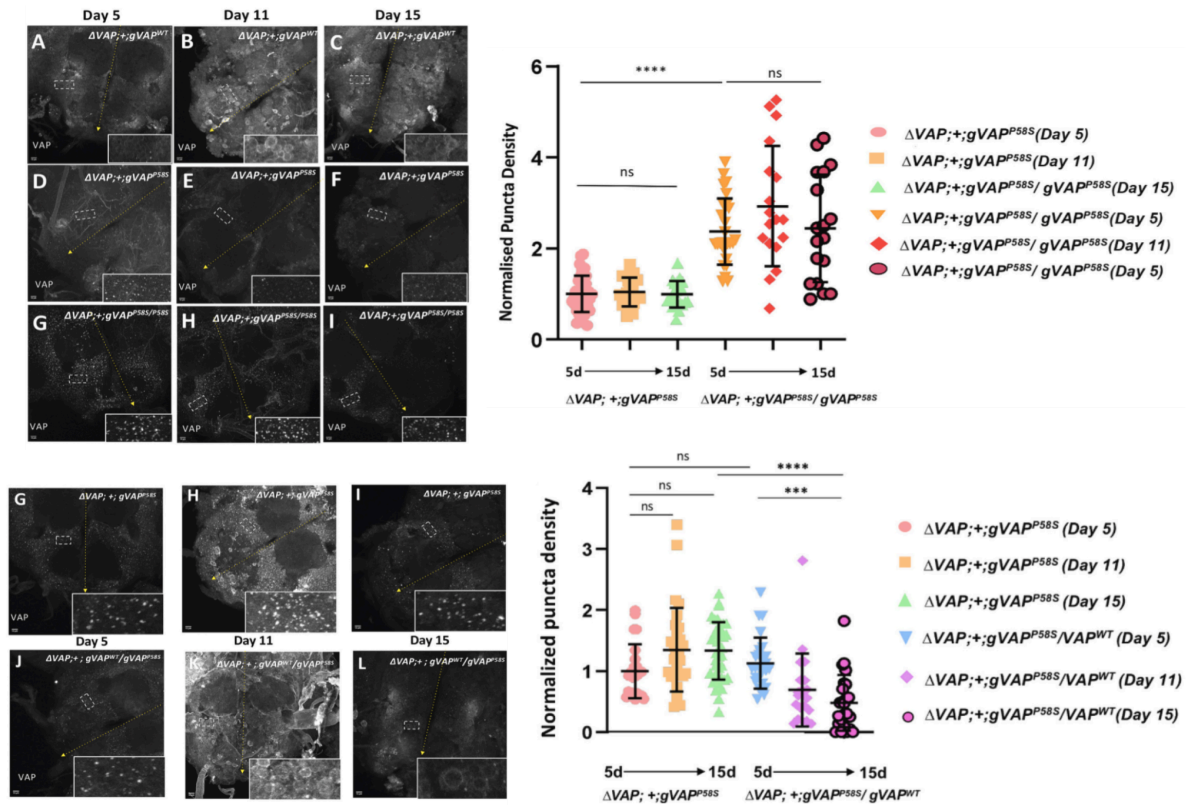 Day 5 Day 11 Day 15
A ΔVAP;+;gVAP^WT
VAP
B ΔVAP;+;gVAP^WT
C ΔVAP;+;gVAP^WT
D ΔVAP;+;gVAP^P58S
E ΔVAP;+;gVAP^P58S
F ΔVAP;+;gVAP^P58S
G ΔVAP;+;gVAP^P58S/P58S
H ΔVAP;+;gVAP^P58S/P58S
I ΔVAP;+;gVAP^P58S/P58S
Normalised Puncta Density
6
4
2
0
**** ns
ns
5d 15d 5d 15d
ΔVAP; +;gVAP^P58S ΔVAP; +;gVAP^P58S/ gVAP^P58S
ΔVAP;+;gVAP^P58S(Day 5)
ΔVAP;+;gVAP^P58S(Day 11)
ΔVAP;+;gVAP^P58S/ gVAP^P58S(Day 15)
ΔVAP;+;gVAP^P58S/ gVAP^P58S(Day 5)
ΔVAP;+;gVAP^P58S/ gVAP^P58S(Day 11)
ΔVAP;+;gVAP^P58S/ gVAP^P58S(Day 5)
G ΔVAP; +; gVAP^P58S
VAP
H ΔVAP; +; gVAP^P58S
I ΔVAP; +; gVAP^P58S
Day 5 Day 11 Day 15
J ΔVAP; + ; gVAP^WT/gVAP^P58S
VAP
K ΔVAP; + ; gVAP^WT/gVAP^P58S
L ΔVAP; + ; gVAP^WT/gVAP^P58S
Normalized puncta density
4
3
2
1
0
ns ****
ns ***
ns
5d 15d 5d 15d
ΔVAP; +;gVAP^P58S ΔVAP; +;gVAP^P58S/ gVAP^WT
ΔVAP;+;gVAP^P58S (Day 5)
ΔVAP;+;gVAP^P58S (Day 11)
ΔVAP;+;gVAP^P58S (Day 15)
ΔVAP;+;gVAP^P58S/VAP^WT (Day 5)
ΔVAP;+;gVAP^P58S/VAP^WT (Day 11)
ΔVAP;+;gVAP^P58S/VAP^WT (Day 15)